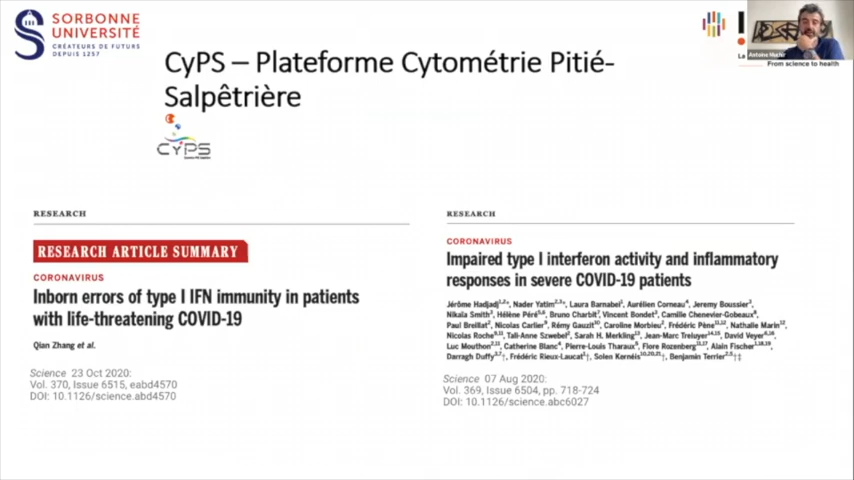 SORBONNE
UNIVERSITÉ
CRÉATEURS DE FUTURS
DEPUIS 1257
CyPS – Plateforme Cytométrie Pitié-
Salpêtrière
CyPS
Antoine
From science to health
RESEARCH
RESEARCH ARTICLE SUMMARY
CORONAVIRUS
Inborn errors of type I IFN immunity in patients
with life-threatening COVID-19
Qian Zhang et al.
Science 23 Oct 2020:
Vol. 370, Issue 6515, eabd4570
DOI: 10.1126/science.abd4570
RESEARCH
CORONAVIRUS
Impaired type I interferon activity and inflammatory
responses in severe COVID-19 patients
Jérôme Hadjadj, Nader Yatim, Laura Barnabei, Aurélien Corneau, Jeremy Boussier,
Nikaïa Smith, Hélène Péré, Bruno Charbit, Vincent Bondet, Camille Chenevier-Gobeaux,
Paul Breillat, Nicolas Carlier, Rémy Gauzit, Caroline Morbieu, Frédéric Pène, Nathalie Marin,
Nicolas Roche, Tali-Anne Szwebel, Sarah H. Merkling, Jean-Marc Treluyer, David Veyer,
Luc Mouthon, Catherine Blanc, Pierre-Louis Tharaux, Flore Rozenberg, Alain Fischer,
Darragh Duffy, Frédéric Rieux-Laucat, Solen Kernéis, Benjamin Terrier
Science 07 Aug 2020:
Vol. 369, Issue 6504, pp. 718-724
DOI: 10.1126/science.abc6027